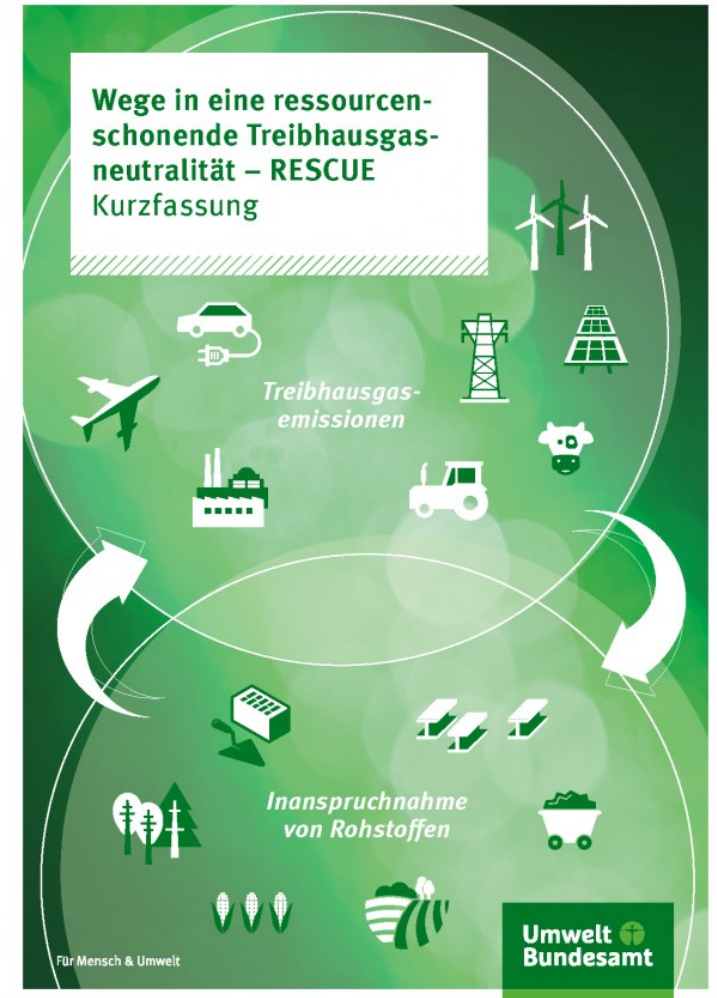 Wege in eine ressourcen-
schonende Treibhausgas-
neutralität – RESCUE
Kurzfassung
Treibhausgas-
emissionen
Inanspruchnahme
von Rohstoffen
Für Mensch & Umwelt
Umwelt
Bundesamt